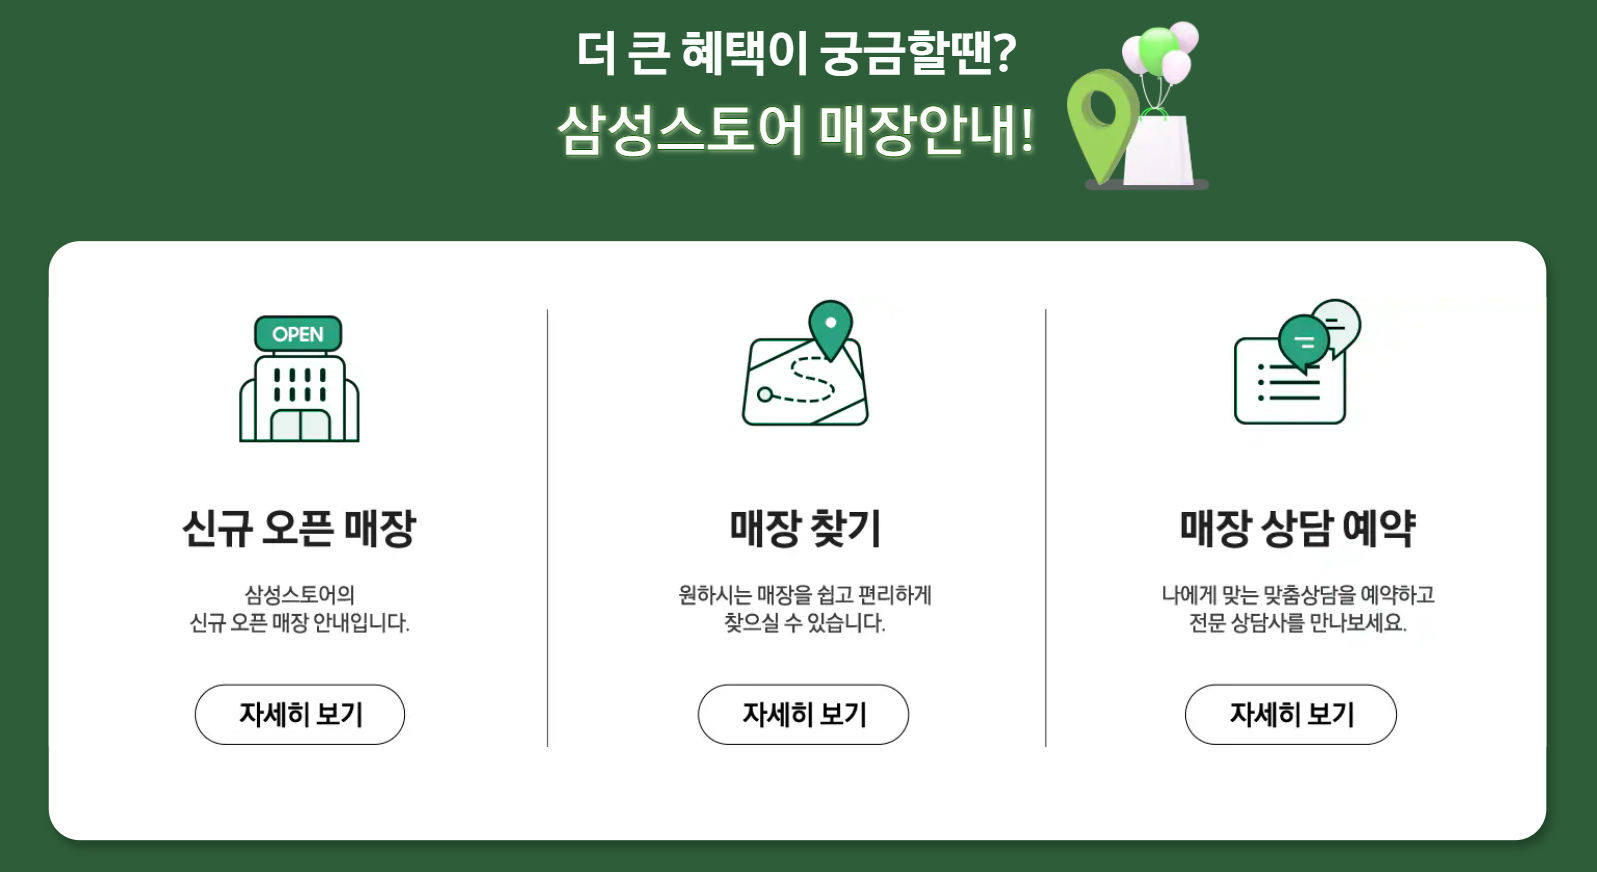 더 큰 혜택이 궁금할땐?
삼성스토어 매장안내!
OPEN
신규 오픈 매장
삼성스토어의
신규 오픈 매장 안내입니다.
자세히 보기
매장 찾기
원하시는 매장을 쉽고 편리하게
찾으실 수 있습니다.
자세히 보기
매장 상담 예약
나에게 맞는 맞춤상담을 예약하고
전문 상담사를 만나보세요.
자세히 보기